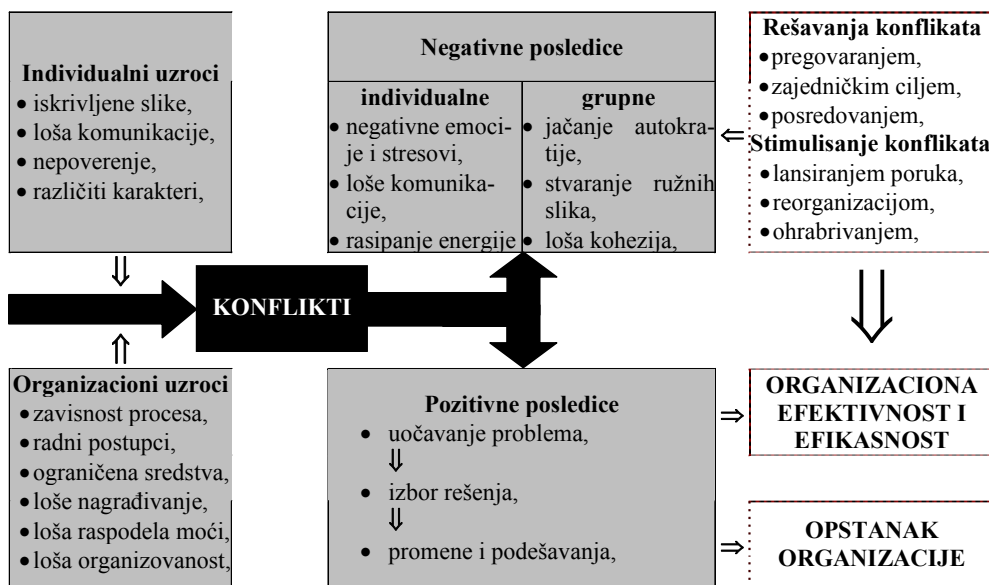 Individualni uzroci
• iskrivljene slike,
• loša komunikacije,
• nepoverenje,
• različiti karakteri,
Negativne posledice
individualne
• negativne emoci-
je i stresovi,
• loše komunika-
cije,
• rasipanje energije
grupne
• jačanje autokra-
tije,
• stvaranje ružnih
slika,
• loša kohezija,
Rešavanja konflikata
• pregovaranjem,
• zajedničkim ciljem,
• posredovanjem,
Stimulisanje konflikata
• lansiranjem poruka,
• reorganizacijom,
• ohrabrivanjem,
KONFLIKTI
Organizacioni uzroci
• zavisnost procesa,
• radni postupci,
• ograničena sredstva,
• loše nagrađivanje,
• loša raspodela moći,
• loša organizovanost,
Pozitivne posledice
• uočavanje problema,
• izbor rešenja,
• promene i podešavanja,
ORGANIZACIONA
EFEKTIVNOST I
EFIKASNOST
OPSTANAK
ORGANIZACIJE